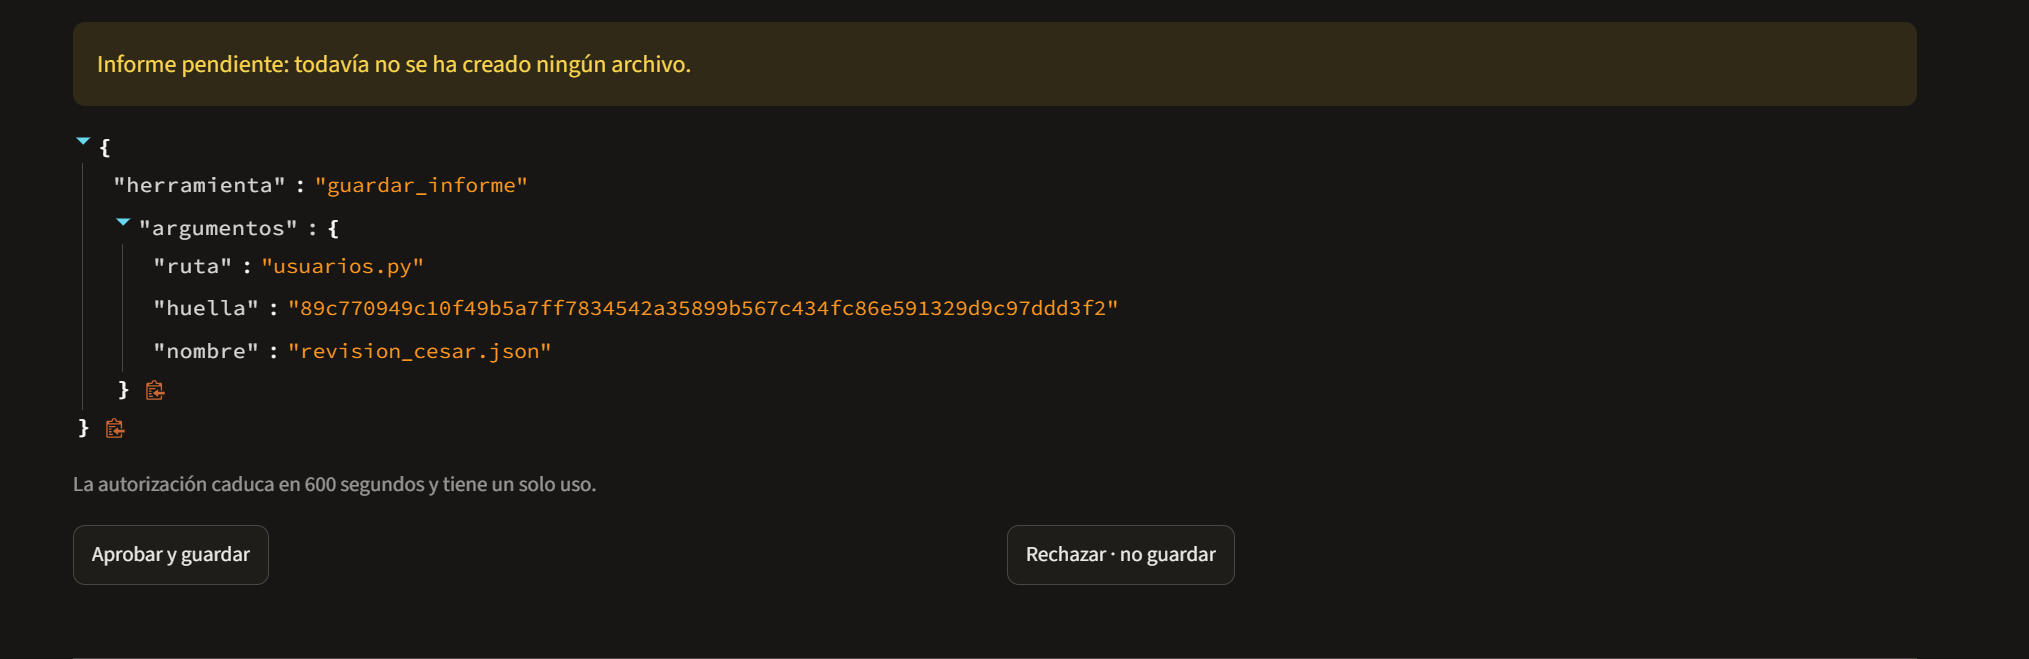 Informe pendiente: todavía no se ha creado ningún archivo.
{
"herramienta" : "guardar_informe"
"argumentos" : {
"ruta" : "usuarios.py"
"huella" : "89c770949c10f49b5a7ff7834542a35899b567c434fc86e591329d9c97ddd3f2"
"nombre" : "revision_cesar.json"
}
}
La autorización caduca en 600 segundos y tiene un solo uso.
Aprobar y guardar
Rechazar · no guardar